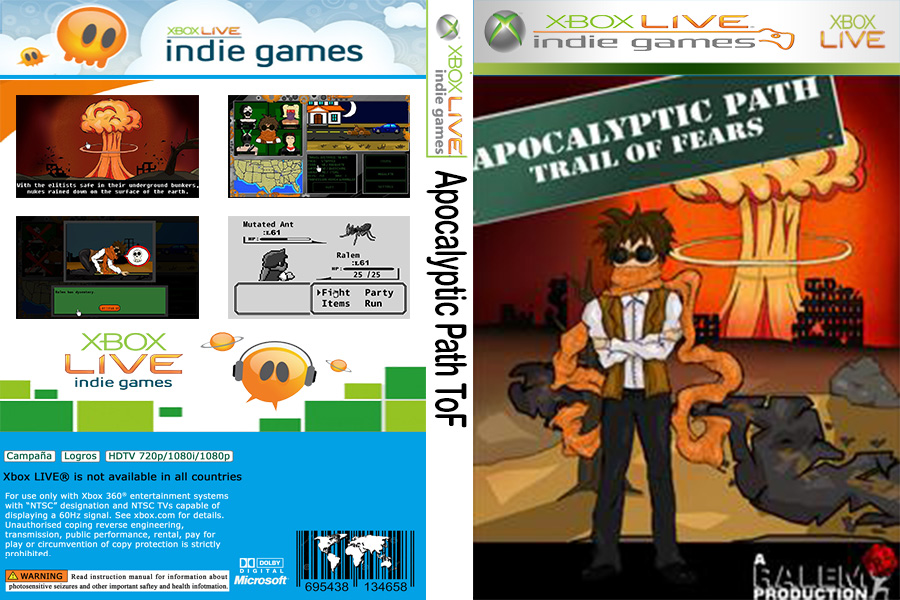 XBOX LIVE
indie games
With the elitists safe in their underground bunkers,
nukes rained down on the surface of the earth.
Mutated Ant
:L61
HP:
Ralem
:L61
HP:
25 /25
Fight Party
Items Run
XBOX
LIVE
indie games
Campaña Logros HDTV 720p/1080i/1080p
Xbox LIVE® is not available in all countries
For use only with Xbox 360® entertainment systems
with “NTSC” designation and NTSC TVs capable of
displaying a 60Hz signal. See xbox.com for details.
Unauthorised coping reverse engineering,
transmission, public performance, rental, pay for
play or circumvention of copy protection is strictly
prohibited.
WARNING Read instruction manual for information about
photosensitive seizures and other important saftey and health infotmation.
DOLBY
DIGITAL
Microsoft
695438 134658
XBOX LIVE
indie games
Apocalyptic Path ToF
XBOX LIVE
indie games
XBOX
LIVE
APOCALYPTIC PATH
TRAIL OF FEARS
A
RALEM
PRODUCTION